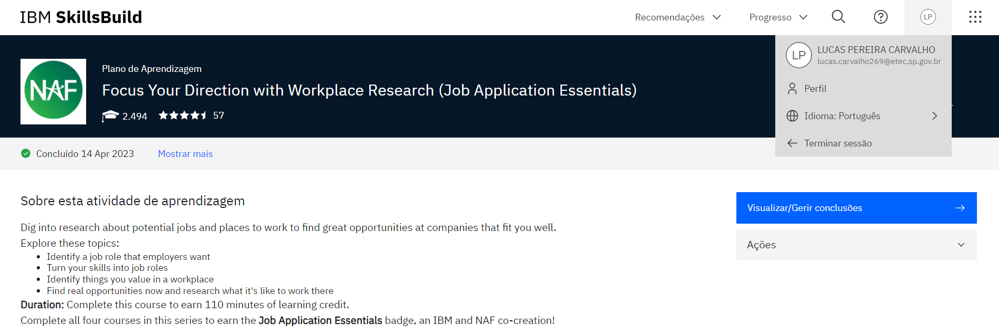 IBM SkillsBuild
Recomendações
Progresso
LP
LP
LUCAS PEREIRA CARVALHO
lucas.carvalho269@etec.sp.gov.br
Perfil
Idioma: Português
Terminar sessão
NAF
Plano de Aprendizagem
Focus Your Direction with Workplace Research (Job Application Essentials)
2.494 57
Concluído 14 Apr 2023 Mostrar mais
Sobre esta atividade de aprendizagem
Dig into research about potential jobs and places to work to find great opportunities at companies that fit you well.
Explore these topics:
• Identify a job role that employers want
• Turn your skills into job roles
• Identify things you value in a workplace
• Find real opportunities now and research what it's like to work there
Duration: Complete this course to earn 110 minutes of learning credit.
Complete all four courses in this series to earn the Job Application Essentials badge, an IBM and NAF co-creation!
Visualizar/Gerir conclusões
Ações